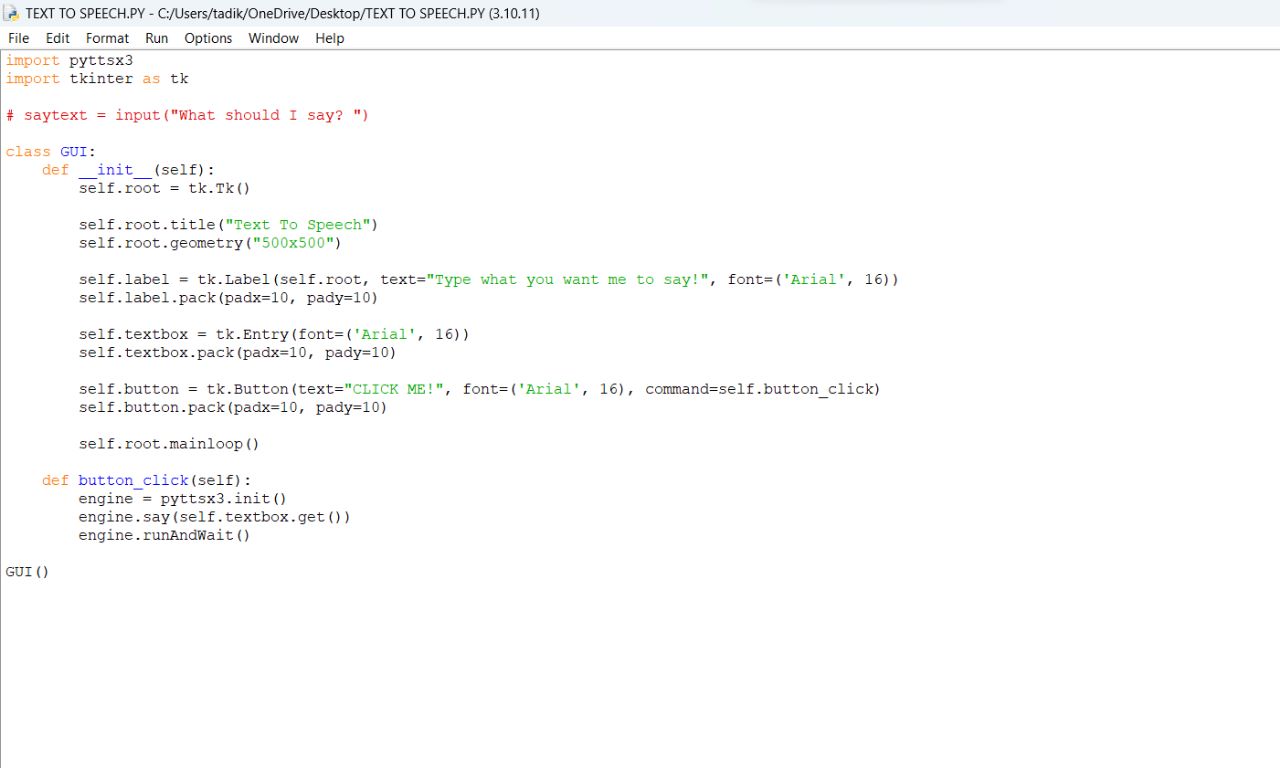 TEXT TO SPEECH.PY - C:/Users/tadik/OneDrive/Desktop/TEXT TO SPEECH.PY (3.10.11)
File Edit Format Run Options Window Help
import pyttsx3
import tkinter as tk

# saytext = input("What should I say? ")

class GUI:
    def __init__(self):
        self.root = tk.Tk()

        self.root.title("Text To Speech")
        self.root.geometry("500x500")

        self.label = tk.Label(self.root, text="Type what you want me to say!", font=('Arial', 16))
        self.label.pack(padx=10, pady=10)

        self.textbox = tk.Entry(font=('Arial', 16))
        self.textbox.pack(padx=10, pady=10)

        self.button = tk.Button(text="CLICK ME!", font=('Arial', 16), command=self.button_click)
        self.button.pack(padx=10, pady=10)

        self.root.mainloop()

    def button_click(self):
        engine = pyttsx3.init()
        engine.say(self.textbox.get())
        engine.runAndWait()

GUI()